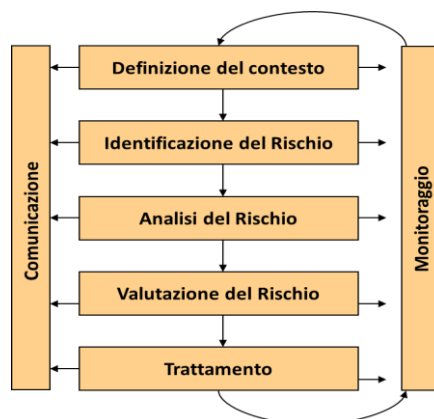 Definizione del contesto
Identificazione del Rischio
Analisi del Rischio
Valutazione del Rischio
Trattamento
Comunicazione
Monitoraggio